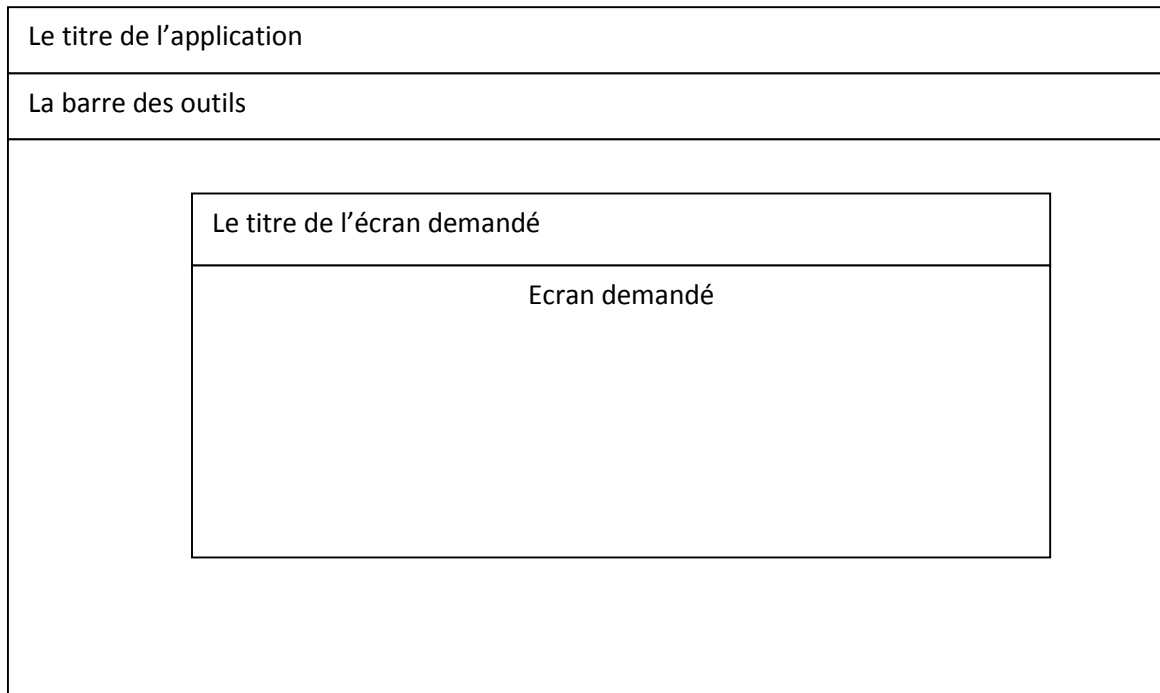 Le titre de l’application
La barre des outils
Le titre de l’écran demandé
Ecran demandé